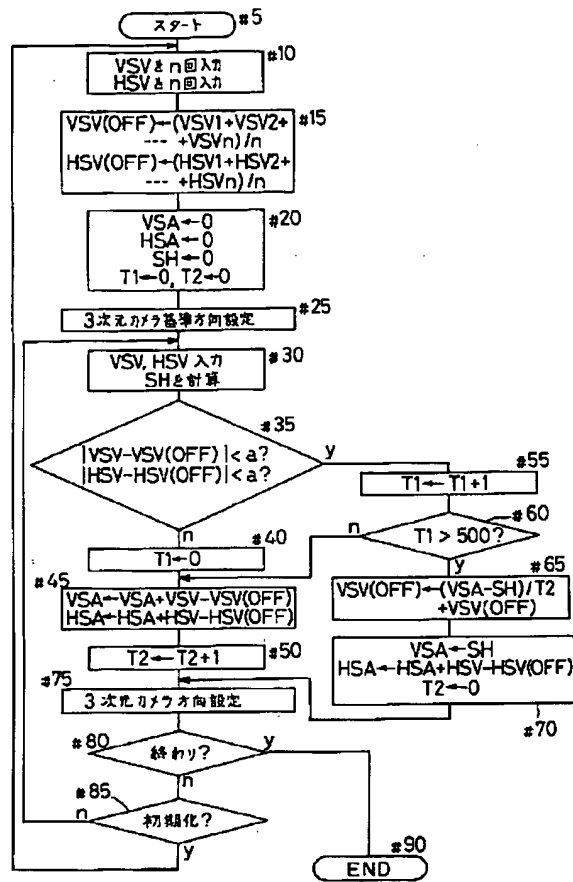 スタート #5
#10
VSVをn回入力
HSVをn回入力
#15
VSV(OFF)←(VSV1+VSV2+
--- +VSVn)/n
HSV(OFF)←(HSV1+HSV2+
--- +HSVn)/n
#20
VSA←0
HSA←0
SH←0
T1←0, T2←0
#25
3次元カメラ基準方向設定
#30
VSV, HSV 入力
SHを計算
#35
|VSV-VSV(OFF)|<a?
|HSV-HSV(OFF)|<a?
y
n
#55
T1← T1+1
#60
T1 > 500?
n
y
#40
T1←0
#65
VSV(OFF)←(VSA-SH)/T2
+VSV(OFF)
#45
VSA←VSA+VSV-VSV(OFF)
HSA←HSA+HSV-HSV(OFF)
#50
T2← T2+1
VSA←SH
HSA←HSA+HSV-HSV(OFF)
T2←0
#70
#75
3次元カメラ方向設定
#80
終わり?
y
n
#85
初期化?
n
y
#90
END